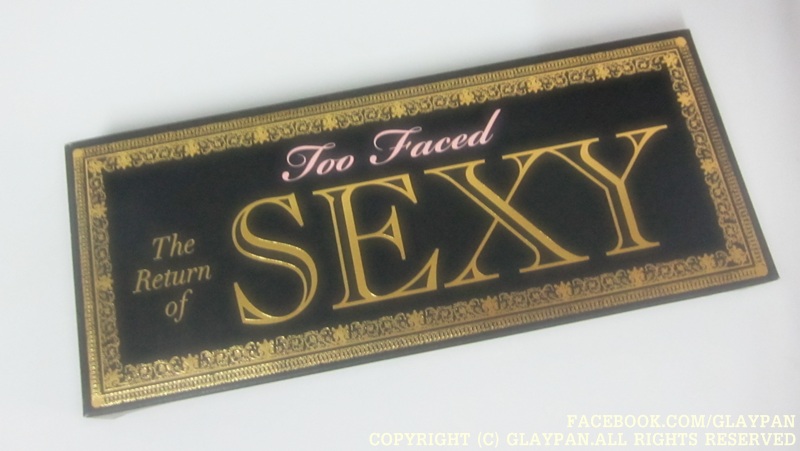 Too Faced
The
Return
of
SEXY
FACEBOOK.COM/GLAYPAN
COPYRIGHT (C) GLAYPAN.ALL RIGHTS RESERVED